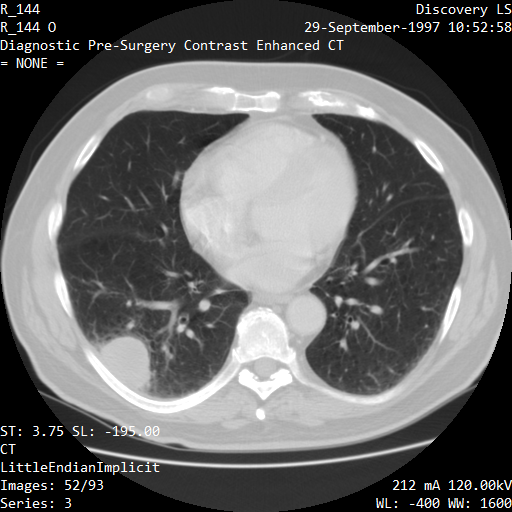 R_144
Discovery LS
R_144 O
29-September-1997 10:52:58
Diagnostic Pre-Surgery Contrast Enhanced CT
= NONE =
ST: 3.75 SL: -195.00
CT
LittleEndianImplicit
Images: 52/93
212 mA 120.00kV
Series: 3
WL: -400 WW: 1600